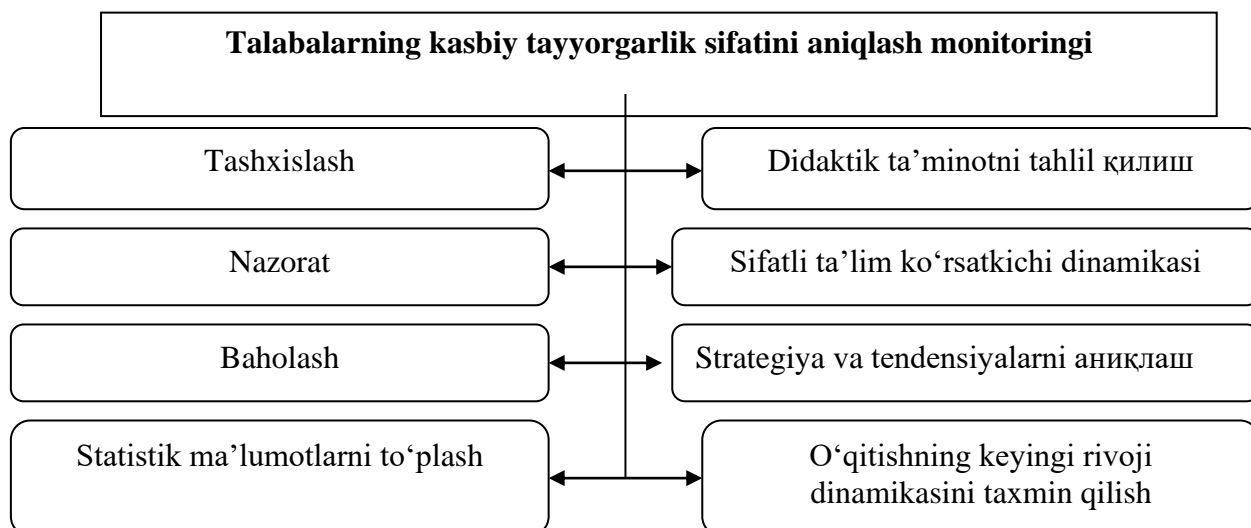 Talabalarning kasbiy tayyorgarlik sifatini aniqlash monitoringi
Tashxislash
Didaktik ta’minotni tahlil қилиш
Nazorat
Sifatli ta’lim ko‘rsatkichi dinamikasi
Baholash
Strategiya va tendensiyalarni аниқлаш
Statistik ma’lumotlarni to‘plash
O‘qitishning keyingi rivoji
dinamikasini taxmin qilish